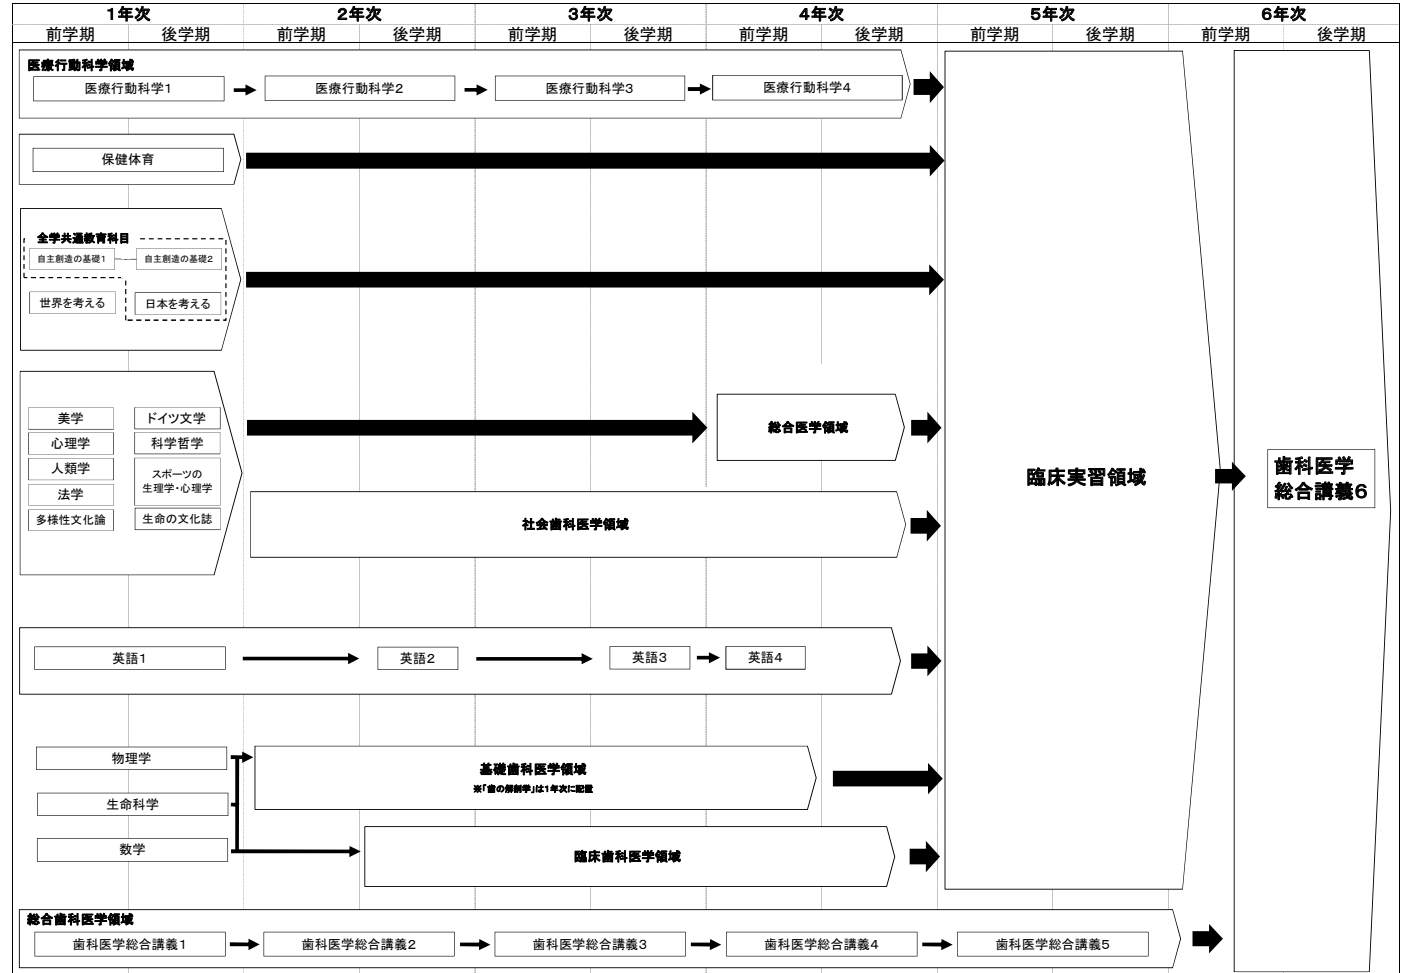 1年次 2年次 3年次 4年次 5年次 6年次
前学期 後学期 前学期 後学期 前学期 後学期 前学期 後学期 前学期 後学期 前学期 後学期
医療行動科学領域
医療行動科学1 医療行動科学2 医療行動科学3 医療行動科学4
保健体育
全学共通教育科目
自主創造の基礎1 自主創造の基礎2
世界を考える 日本を考える
美学 ドイツ文学
心理学 科学哲学
人類学 スポーツの
生理学・心理学
法学
多様性文化論 生命の文化誌
総合医学領域
社会歯科医学領域
臨床実習領域
歯科医学
総合講義6
英語1 英語2 英語3 英語4
物理学
生命科学
数学
基礎歯科医学領域
※「歯の解剖学」は1年次に配置
臨床歯科医学領域
総合歯科医学領域
歯科医学総合講義1 歯科医学総合講義2 歯科医学総合講義3 歯科医学総合講義4 歯科医学総合講義5